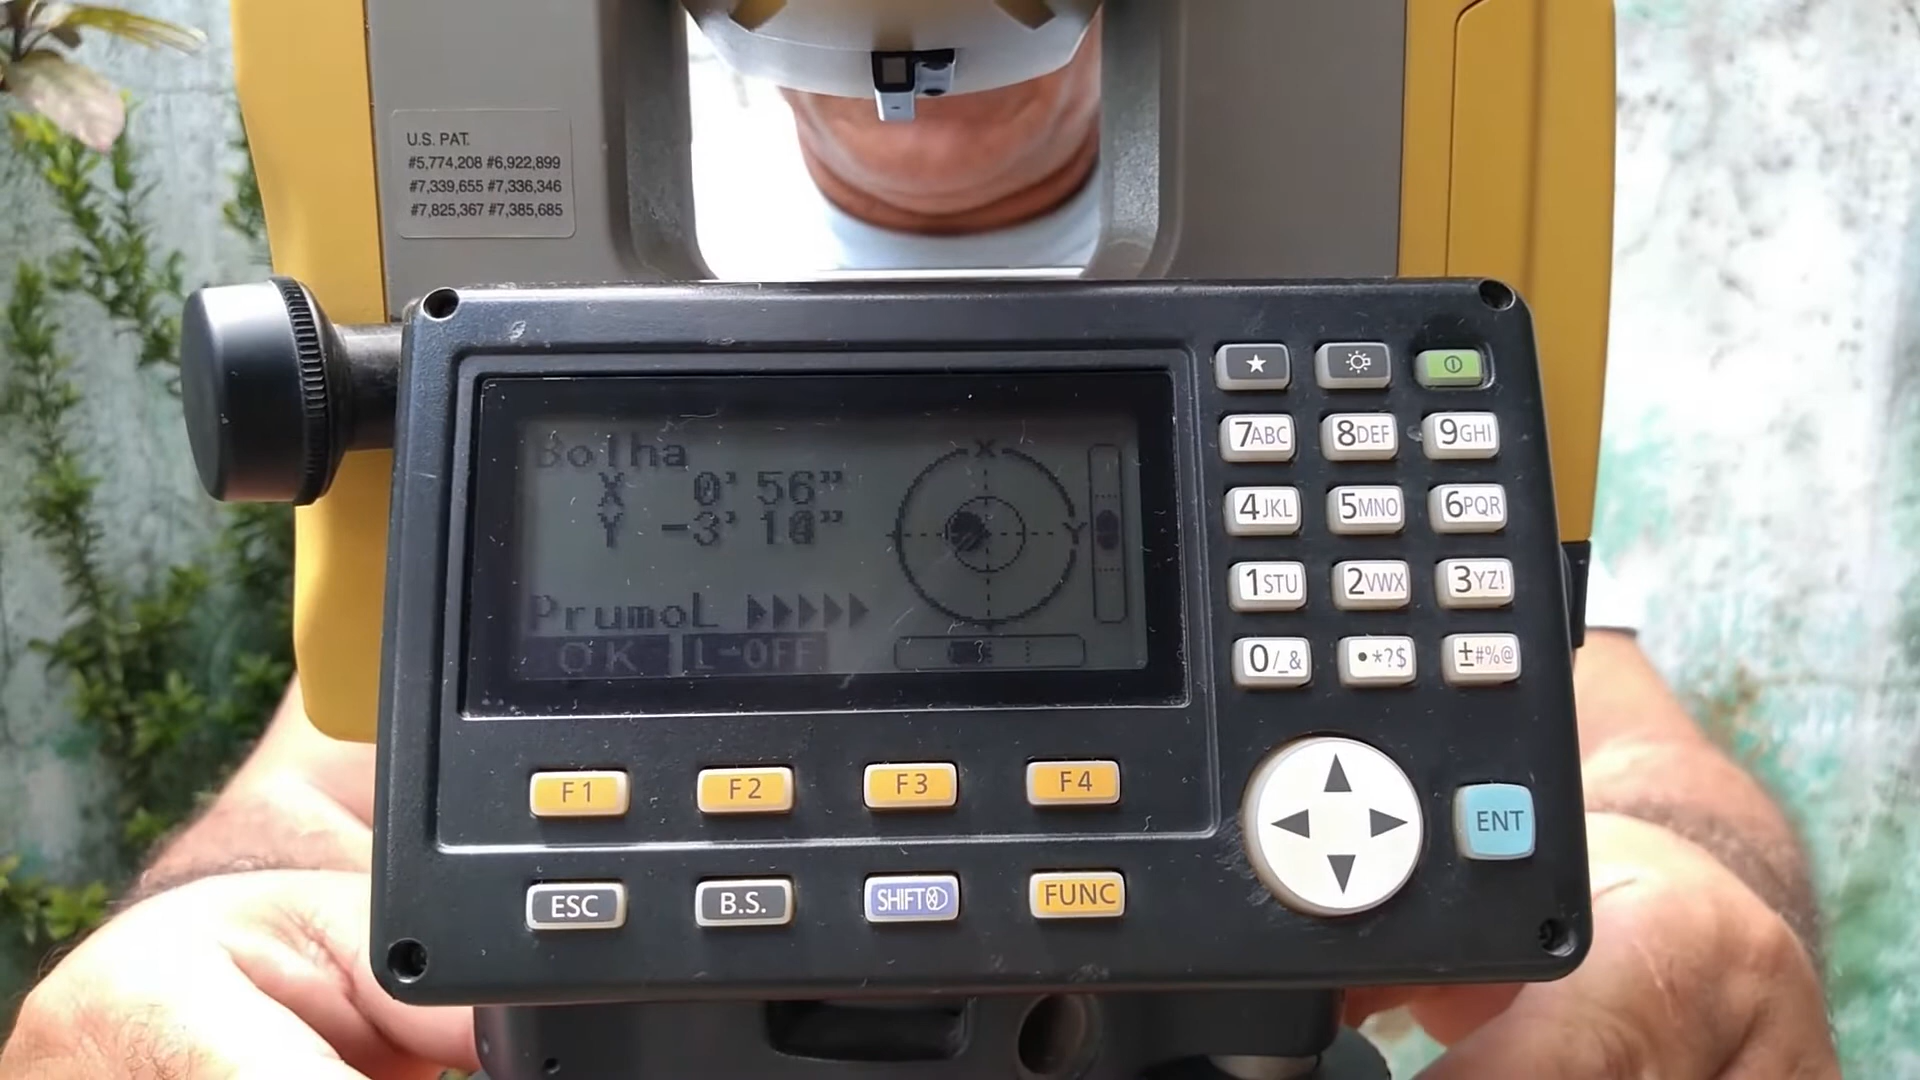 U.S. PAT.
#5,774,208 #6,922,899
#7,339,655 #7,336,346
#7,825,367 #7,385,685
Bolha
X 0' 56"
Y -3' 10"
X
Y
PrumoL
OK L-OFF
7ABC 8DEF 9GHI
4JKL 5MNO 6PQR
1STU 2VWX 3YZ!
0/_& •*?$ ±#%@
F1 F2 F3 F4
ENT
ESC B.S. SHIFT FUNC